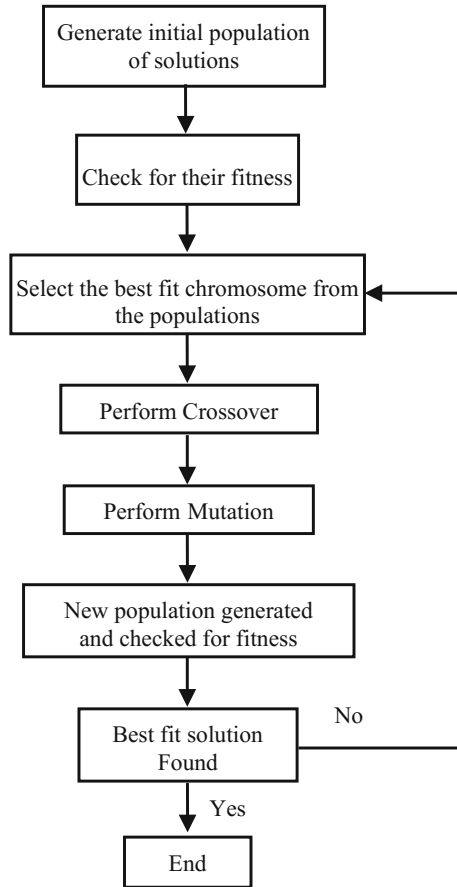 Generate initial population
of solutions
Check for their fitness
Select the best fit chromosome from
the populations
Perform Crossover
Perform Mutation
New population generated
and checked for fitness
Best fit solution
Found
No
Yes
End